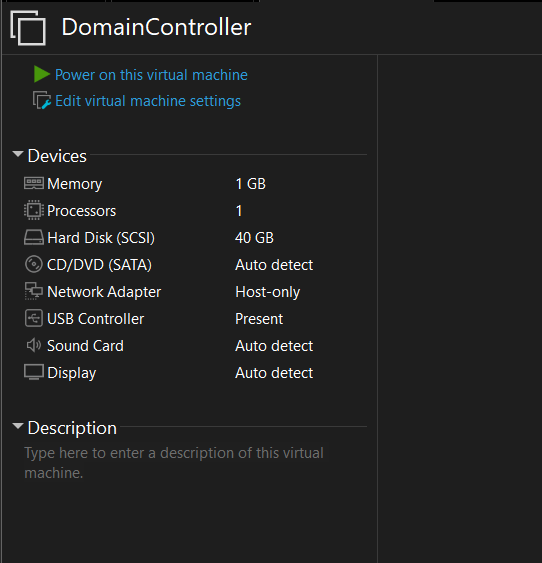 DomainController
Power on this virtual machine
Edit virtual machine settings
Devices
Memory 1 GB
Processors 1
Hard Disk (SCSI) 40 GB
CD/DVD (SATA) Auto detect
Network Adapter Host-only
USB Controller Present
Sound Card Auto detect
Display Auto detect
Description
Type here to enter a description of this virtual
machine.